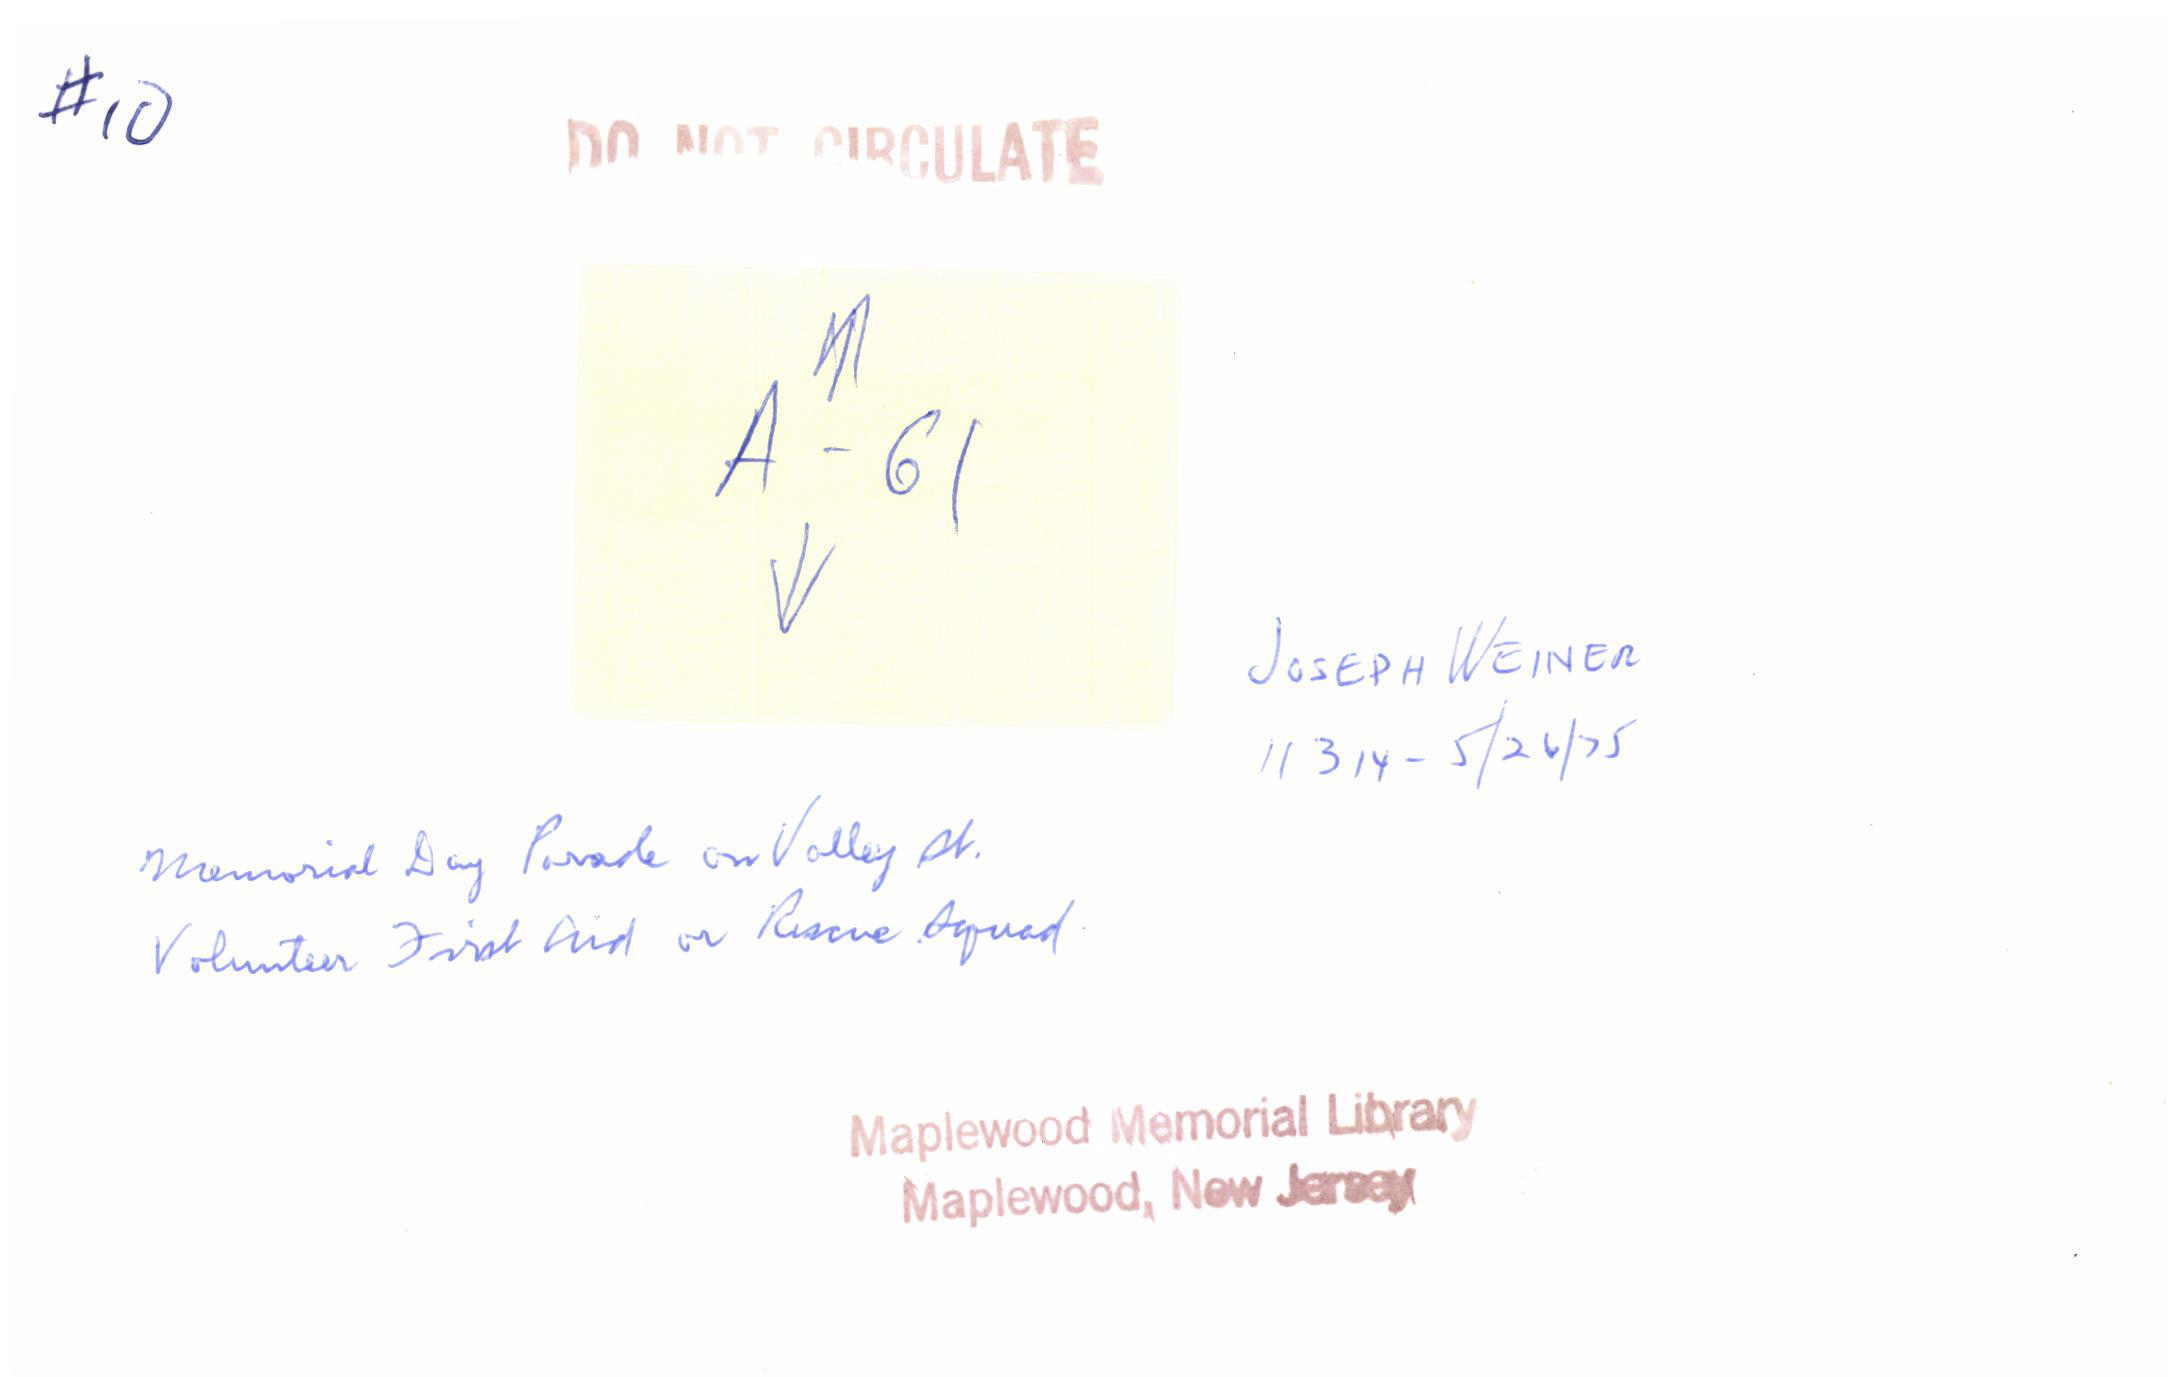 #10
DO NOT CIRCULATE
A-61
JOSEPH WEINER
11314-5/26/75
Memorial Day Parade on Valley St.
Volunteer First Aid or Rescue Squad
Maplewood Memorial Library
Maplewood, New Jersey